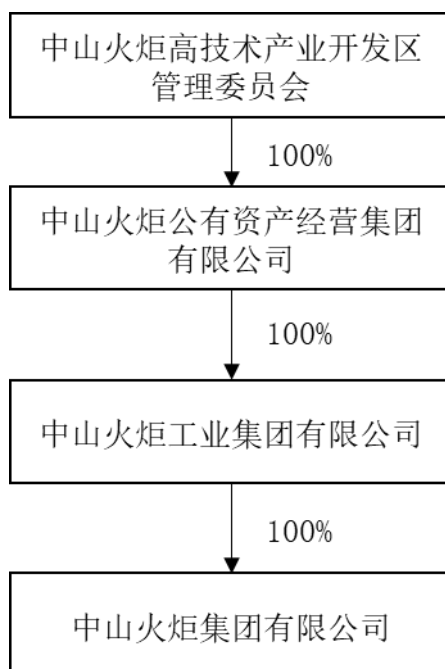 中山火炬高技术产业开发区
管理委员会
100%
中山火炬公有资产经营集团
有限公司
100%
中山火炬工业集团有限公司
100%
中山火炬集团有限公司